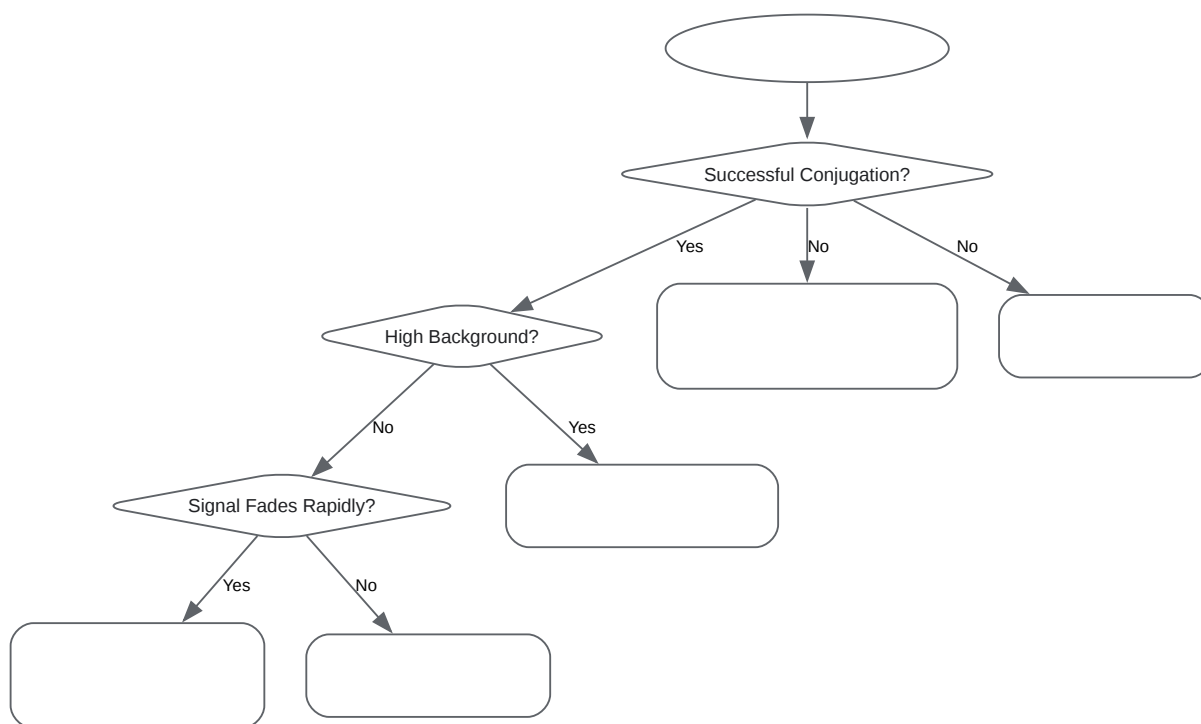 Successful Conjugation?
Yes
No
No
High Background?
No
Yes
Signal Fades Rapidly?
Yes
No